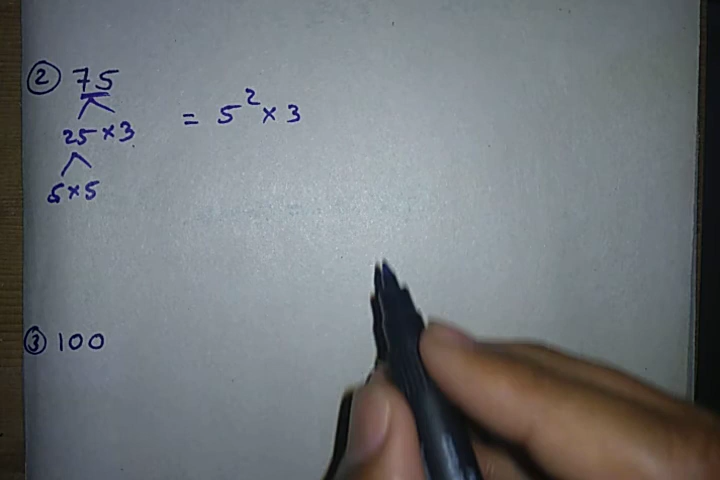 ② 75
25 × 3 = 5² × 3
5 × 5
③ 100